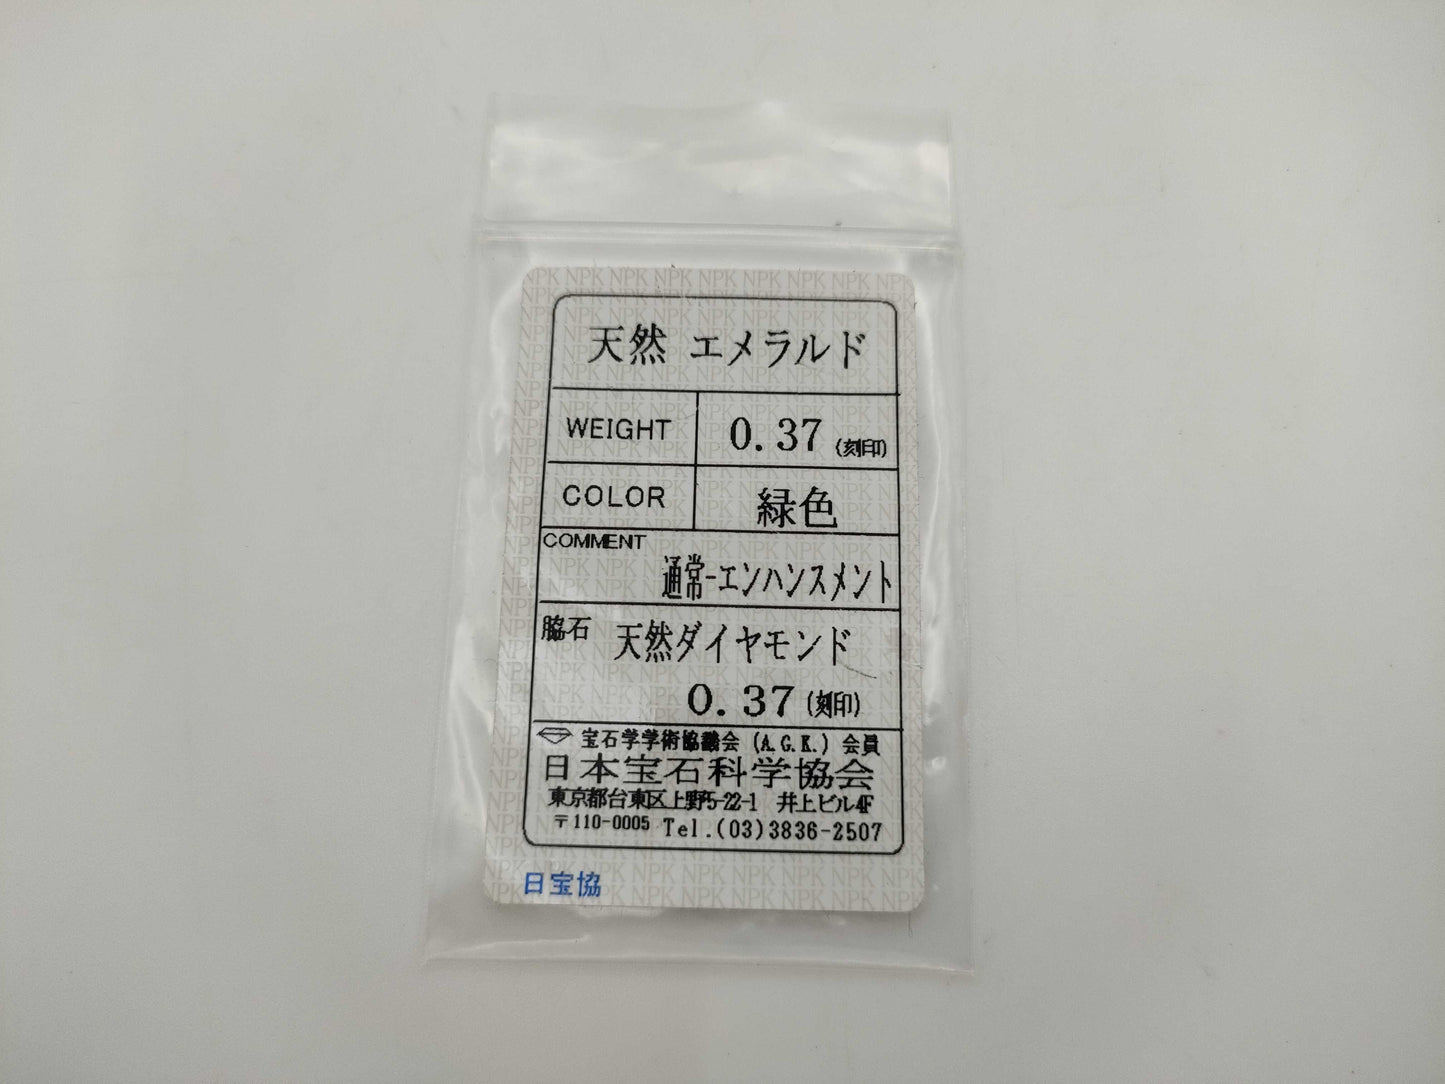 天然 エメラルド
WEIGHT 0.37 (刻印)
COLOR 緑色
COMMENT
通常-エンハンスメント
脇石 天然ダイヤモンド
0.37 (刻印)
宝石学学術協議会 (A.G.K.) 会員
日本宝石科学協会
東京都台東区上野5-22-1 井上ビル4F
〒110-0005 Tel.(03)3836-2507
日宝協